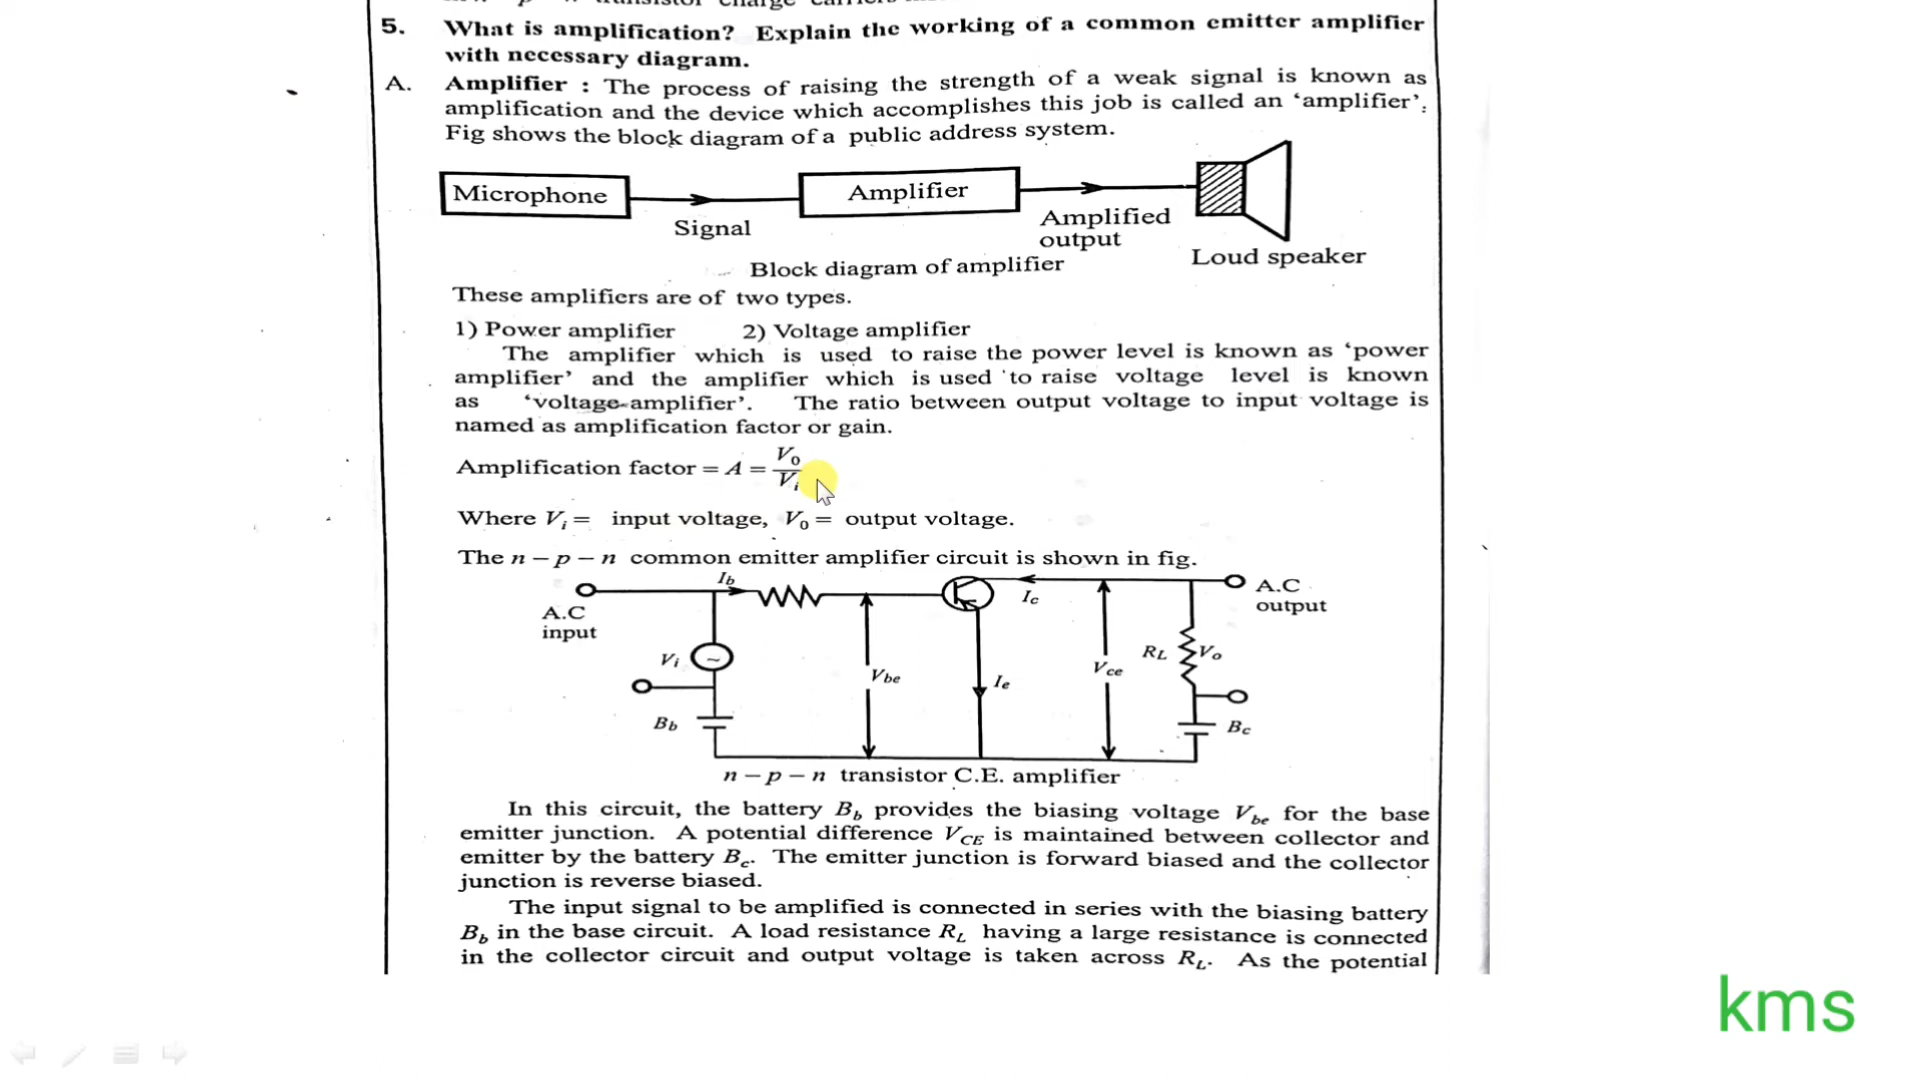 5. What is amplification? Explain the working of a common emitter amplifier
with necessary diagram.
A. Amplifier : The process of raising the strength of a weak signal is known as
amplification and the device which accomplishes this job is called an ‘amplifier’.
Fig shows the block diagram of a public address system.
Microphone
Signal
Amplifier
Amplified
output
Loud speaker
Block diagram of amplifier
These amplifiers are of two types.
1) Power amplifier 2) Voltage amplifier
The amplifier which is used to raise the power level is known as ‘power
amplifier’ and the amplifier which is used to raise voltage level is known
as ‘voltage-amplifier’. The ratio between output voltage to input voltage is
named as amplification factor or gain.
Amplification factor = A = V₀/Vᵢ
Where Vᵢ = input voltage, V₀ = output voltage.
The n – p – n common emitter amplifier circuit is shown in fig.
A.C
input
Ib
Vi
Bb
Vbe
Ic
Ie
Vce
RL
Vo
Bc
A.C
output
n – p – n transistor C.E. amplifier
In this circuit, the battery Bb provides the biasing voltage Vbe for the base
emitter junction. A potential difference VCE is maintained between collector and
emitter by the battery Bc. The emitter junction is forward biased and the collector
junction is reverse biased.
The input signal to be amplified is connected in series with the biasing battery
Bb in the base circuit. A load resistance RL having a large resistance is connected
in the collector circuit and output voltage is taken across RL. As the potential
kms